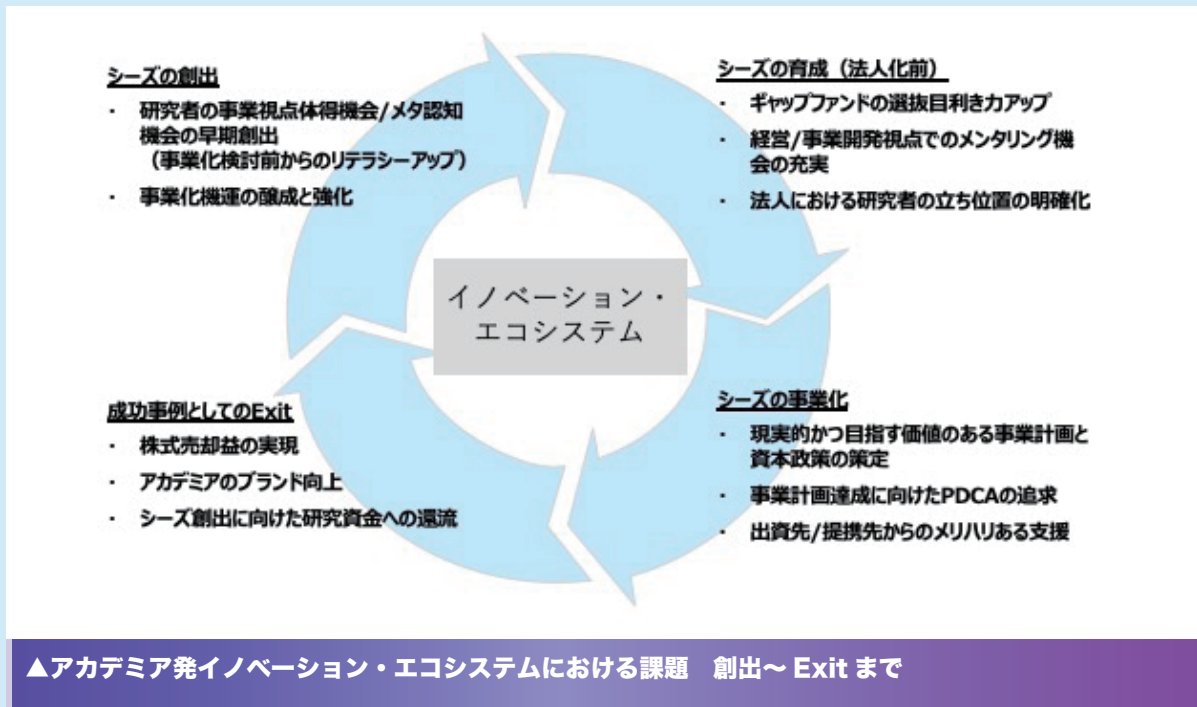 シーズの創出
・ 研究者の事業視点体得機会/メタ認知
機会の早期創出
（事業化検討前からのリテラシーアップ）
・ 事業化機運の醸成と強化
シーズの育成（法人化前）
・ ギャップファンドの選抜目利き力アップ
・ 経営/事業開発視点でのメンタリング機
会の充実
・ 法人における研究者の立ち位置の明確化
イノベーション・
エコシステム
成功事例としてのExit
・ 株式売却益の実現
・ アカデミアのブランド向上
・ シーズ創出に向けた研究資金への還流
シーズの事業化
・ 現実的かつ目指す価値のある事業計画と
資本政策の策定
・ 事業計画達成に向けたPDCAの追求
・ 出資先/提携先からのメリハリある支援
▲アカデミア発イノベーション・エコシステムにおける課題　創出～ Exit まで